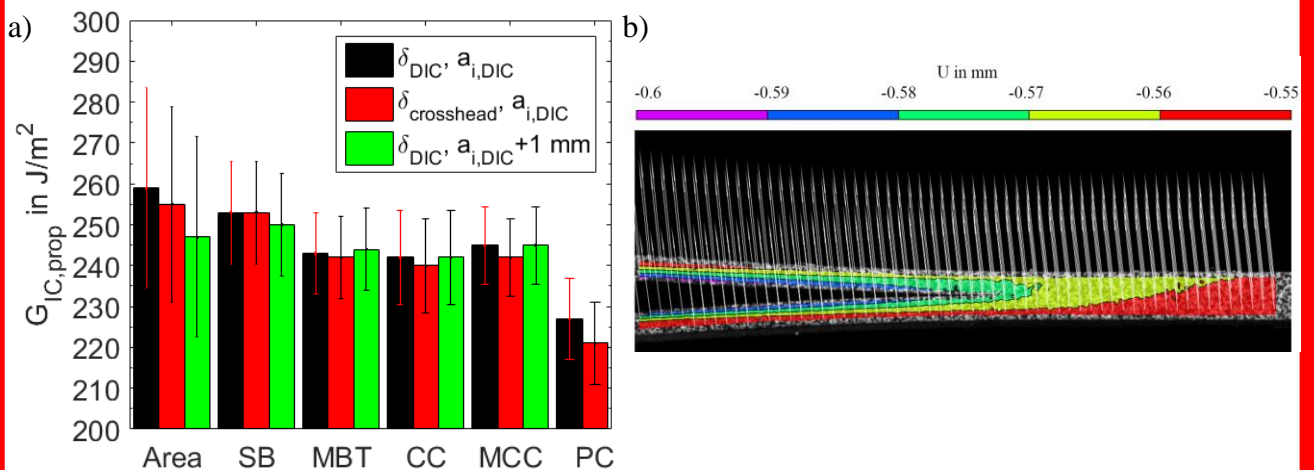 a)
300
290
280
270
260
250
240
230
220
210
200
G_IC,prop in J/m²
δ_DIC, a_i,DIC
δ_crosshead, a_i,DIC
δ_DIC, a_i,DIC+1 mm
Area SB MBT CC MCC PC
b)
U in mm
-0.6 -0.59 -0.58 -0.57 -0.56 -0.55